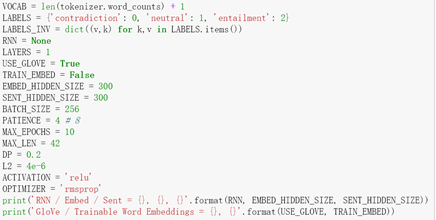 VOCAB = len(tokenizer.word_counts) + 1
LABELS = {'contradiction': 0, 'neutral': 1, 'entailment': 2}
LABELS_INV = dict((v,k) for k,v in LABELS.items())
RNN = None
LAYERS = 1
USE_GLOVE = True
TRAIN_EMBED = False
EMBED_HIDDEN_SIZE = 300
SENT_HIDDEN_SIZE = 300
BATCH_SIZE = 256
PATIENCE = 4 # 8
MAX_EPOCHS = 10
MAX_LEN = 42
DP = 0.2
L2 = 4e-6
ACTIVATION = 'relu'
OPTIMIZER = 'rmsprop'
print('RNN / Embed / Sent = {}, {}, {}'.format(RNN, EMBED_HIDDEN_SIZE, SENT_HIDDEN_SIZE))
print('GloVe / Trainable Word Embeddings = {}, {}'.format(USE_GLOVE, TRAIN_EMBED))